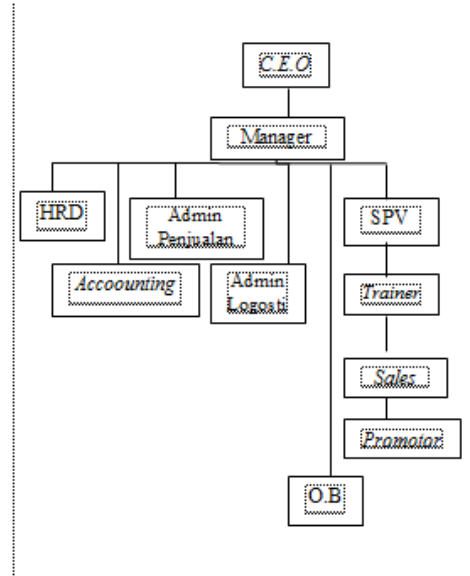 C.E.O
Manager
HRD
Admin
Penjualan
SPV
Accoounting
Admin
Logosti
Trainer
Sales
Promotor
O.B